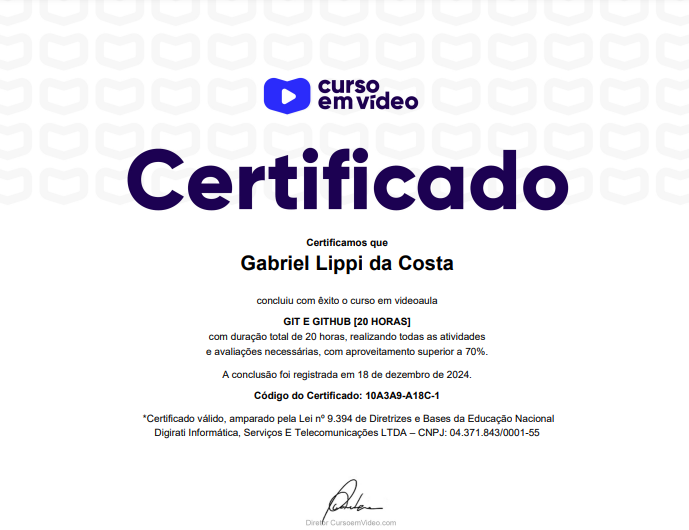 curso
em vídeo
Certificado
Certificamos que
Gabriel Lippi da Costa
concluiu com êxito o curso em videoaula
GIT E GITHUB [20 HORAS]
com duração total de 20 horas, realizando todas as atividades
e avaliações necessárias, com aproveitamento superior a 70%.
A conclusão foi registrada em 18 de dezembro de 2024.
Código do Certificado: 10A3A9-A18C-1
*Certificado válido, amparado pela Lei nº 9.394 de Diretrizes e Bases da Educação Nacional
Digirati Informática, Serviços E Telecomunicações LTDA – CNPJ: 04.371.843/0001-55
Diretor CursoemVideo.com